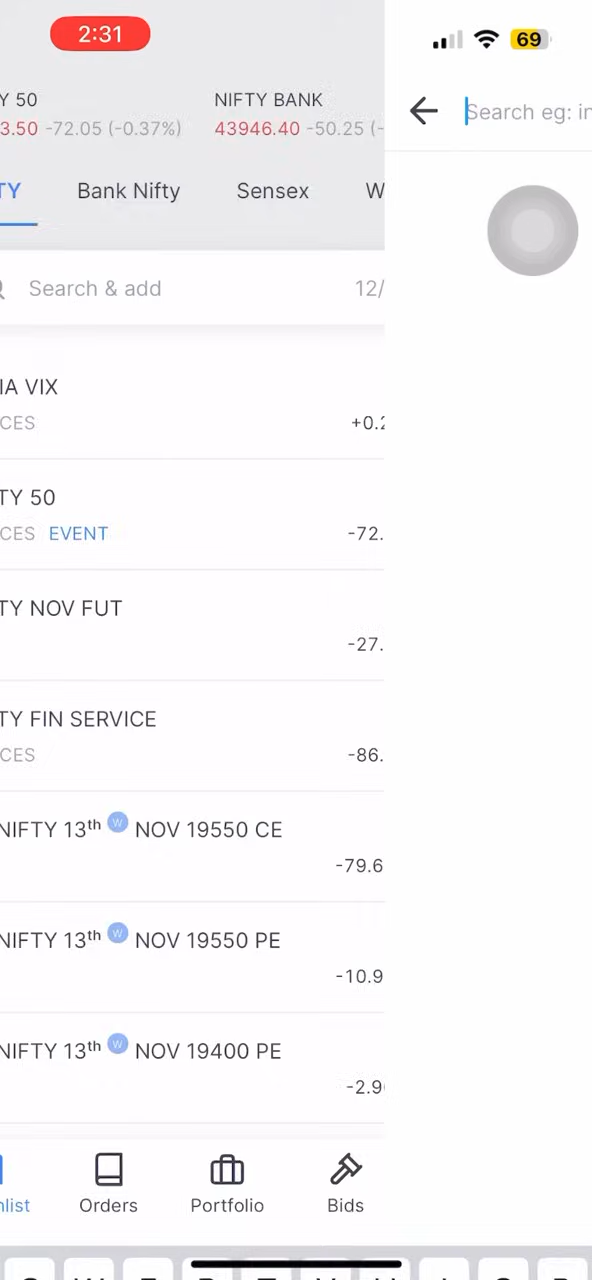 2:31
69
Y 50
NIFTY BANK
3.50 -72.05 (-0.37%)
43946.40 -50.25 (-
Search eg: in
TY
Bank Nifty
Sensex
W
Search & add
12/
IA VIX
CES
+0.2
TY 50
CES EVENT
-72.
TY NOV FUT
-27.
TY FIN SERVICE
CES
-86.
NIFTY 13th W NOV 19550 CE
-79.6
NIFTY 13th W NOV 19550 PE
-10.9
NIFTY 13th W NOV 19400 PE
-2.9
hlist
Orders
Portfolio
Bids